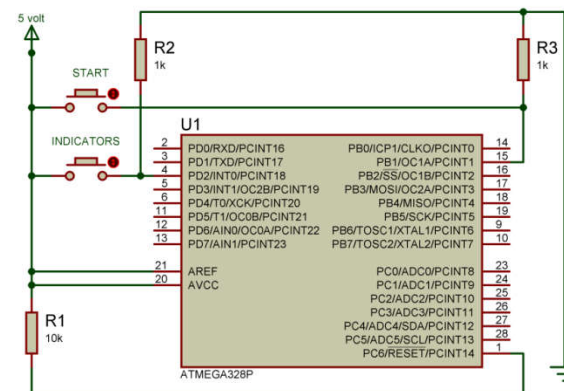 5 volt
R2
1k
R3
1k
START
INDICATORS
U1
2 PD0/RXD/PCINT16
3 PD1/TXD/PCINT17
4 PD2/INT0/PCINT18
5 PD3/INT1/OC2B/PCINT19
6 PD4/T0/XCK/PCINT20
11 PD5/T1/OC0B/PCINT21
12 PD6/AIN0/OC0A/PCINT22
13 PD7/AIN1/PCINT23
21 AREF
20 AVCC
PB0/ICP1/CLKO/PCINT0 14
PB1/OC1A/PCINT1 15
PB2/SS/OC1B/PCINT2 16
PB3/MOSI/OC2A/PCINT3 17
PB4/MISO/PCINT4 18
PB5/SCK/PCINT5 19
PB6/TOSC1/XTAL1/PCINT6 9
PB7/TOSC2/XTAL2/PCINT7 10
PC0/ADC0/PCINT8 23
PC1/ADC1/PCINT9 24
PC2/ADC2/PCINT10 25
PC3/ADC3/PCINT11 26
PC4/ADC4/SDA/PCINT12 27
PC5/ADC5/SCL/PCINT13 28
PC6/RESET/PCINT14 1
R1
10k
ATMEGA328P